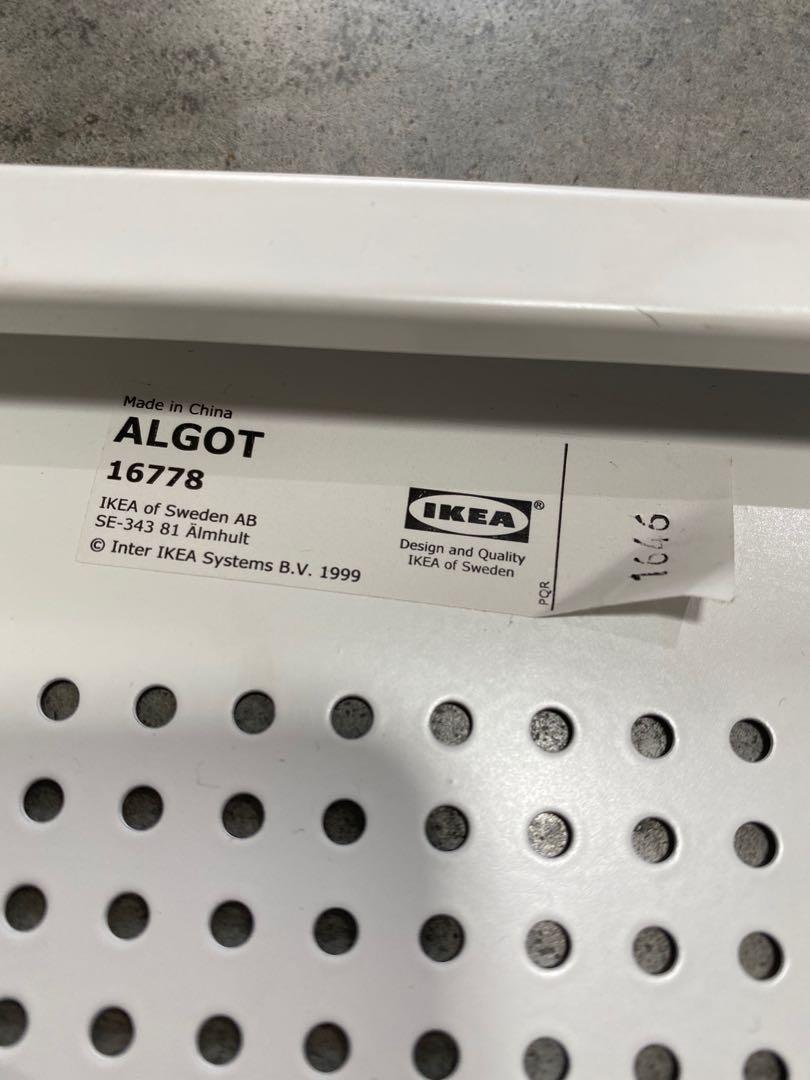 Made in China
ALGOT
16778
IKEA of Sweden AB
SE-343 81 Älmhult
© Inter IKEA Systems B.V. 1999
IKEA®
Design and Quality
IKEA of Sweden
PQR
1646